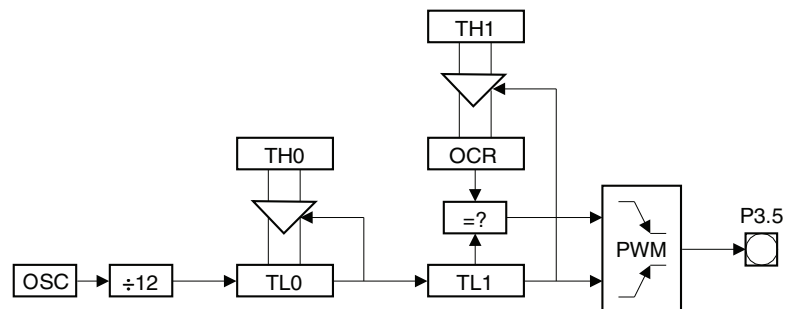 TH1
TH0
OCR
=?
P3.5
PWM
OSC
÷12
TL0
TL1